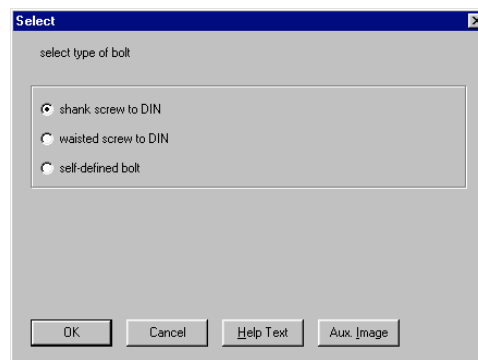 Select
select type of bolt
shank screw to DIN
waisted screw to DIN
self-defined bolt
OK Cancel Help Text Aux. Image